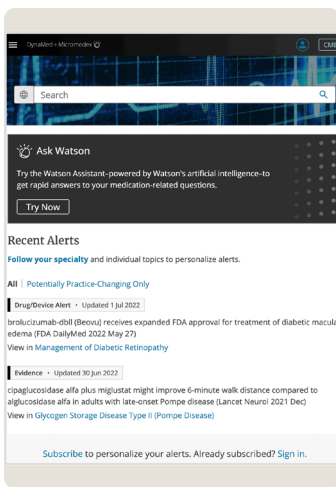 DynaMed + Micromedex
CME
Search
Ask Watson
Try the Watson Assistant–powered by Watson's artificial intelligence–to
get rapid answers to your medication-related questions.
Try Now
Recent Alerts
Follow your specialty and individual topics to personalize alerts.
All | Potentially Practice-Changing Only
Drug/Device Alert • Updated 1 Jul 2022
brolucizumab-dbll (Beovu) receives expanded FDA approval for treatment of diabetic macula
edema (FDA DailyMed 2022 May 27)
View in Management of Diabetic Retinopathy
Evidence • Updated 30 Jun 2022
cipaglucosidase alfa plus miglustat might improve 6-minute walk distance compared to
alglucosidase alfa in adults with late-onset Pompe disease (Lancet Neurol 2021 Dec)
View in Glycogen Storage Disease Type II (Pompe Disease)
Subscribe to personalize your alerts. Already subscribed? Sign in.